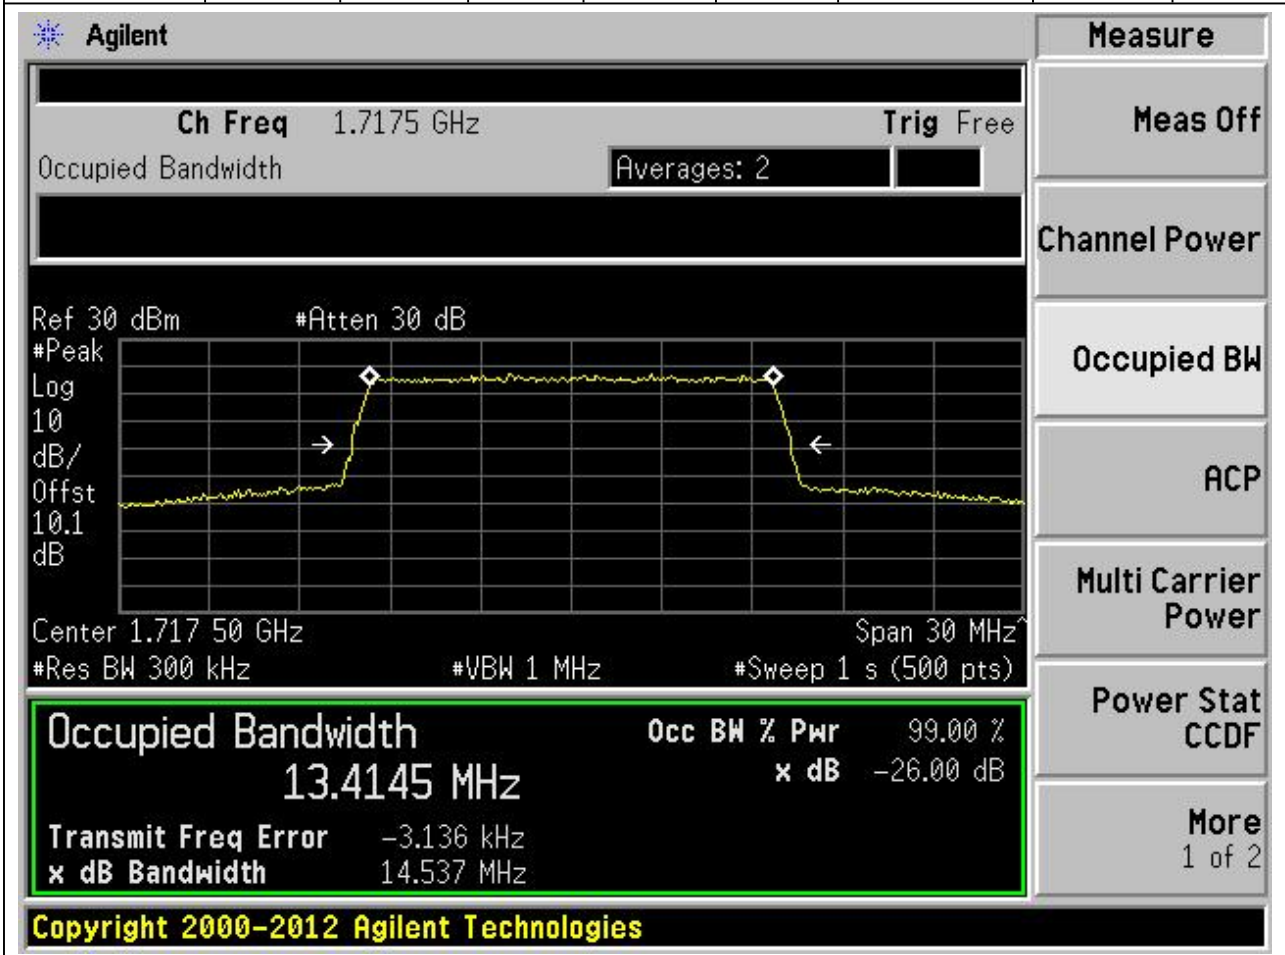 Agilent
Measure
Ch Freq 1.7175 GHz Trig Free
Occupied Bandwidth Averages: 2
Ref 30 dBm #Atten 30 dB
#Peak
Log
10
dB/
Offst
10.1
dB
Center 1.717 50 GHz Span 30 MHz^
#Res BW 300 kHz #VBW 1 MHz #Sweep 1 s (500 pts)
Occupied Bandwidth Occ BW % Pwr 99.00 %
13.4145 MHz x dB -26.00 dB
Transmit Freq Error -3.136 kHz
x dB Bandwidth 14.537 MHz
Meas Off
Channel Power
Occupied BW
ACP
Multi Carrier
Power
Power Stat
CCDF
More
1 of 2
Copyright 2000-2012 Agilent Technologies